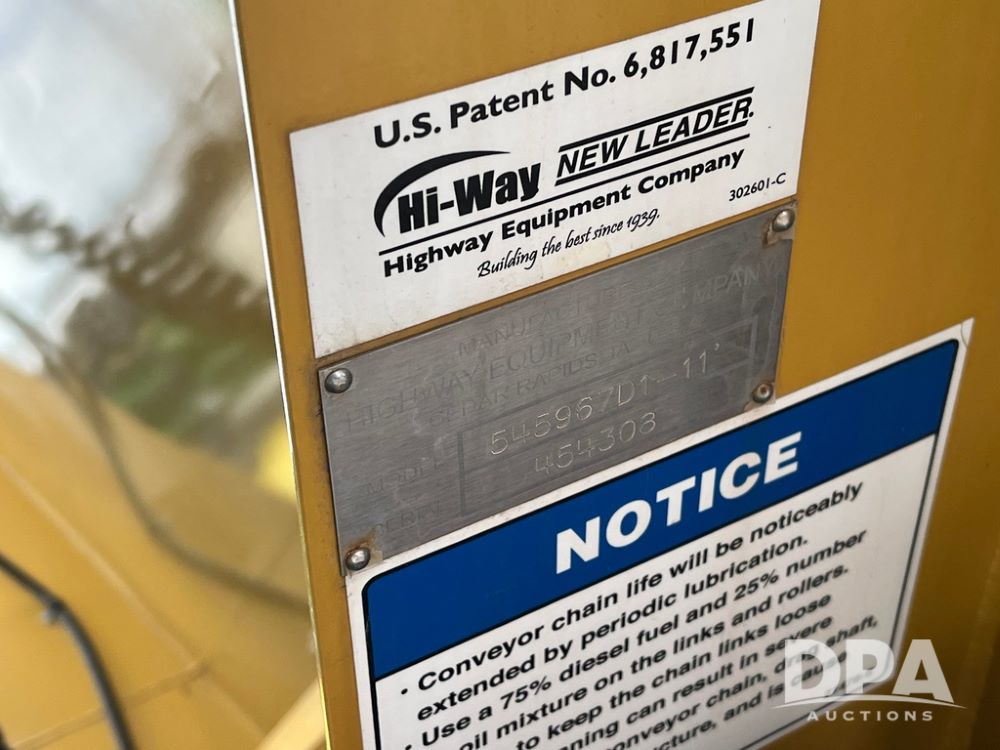 U.S. Patent No. 6,817,551
Hi-Way NEW LEADER®
Highway Equipment Company
Building the best since 1939.
302601-C
HIGHWAY EQUIPMENT COMPANY
CEDAR RAPIDS, IA
MODEL 545967D1-11'
SERIAL 454303
NOTICE
• Conveyor chain life will be noticeably
extended by periodic lubrication.
• Use a 75% diesel fuel and 25% number
oil mixture on the links and rollers.
to keep the chain links loose
can result in severe
conveyor chain,
and is
DPA
AUCTIONS